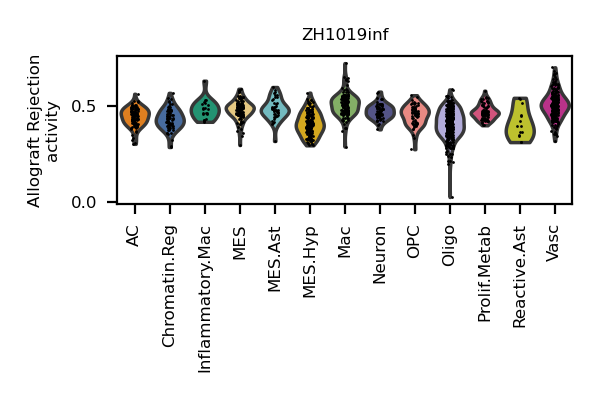 ZH1019inf
Allograft Rejection
activity
0.5
0.0
AC
Chromatin.Reg
Inflammatory.Mac
MES
MES.Ast
MES.Hyp
Mac
Neuron
OPC
Oligo
Prolif.Metab
Reactive.Ast
Vasc